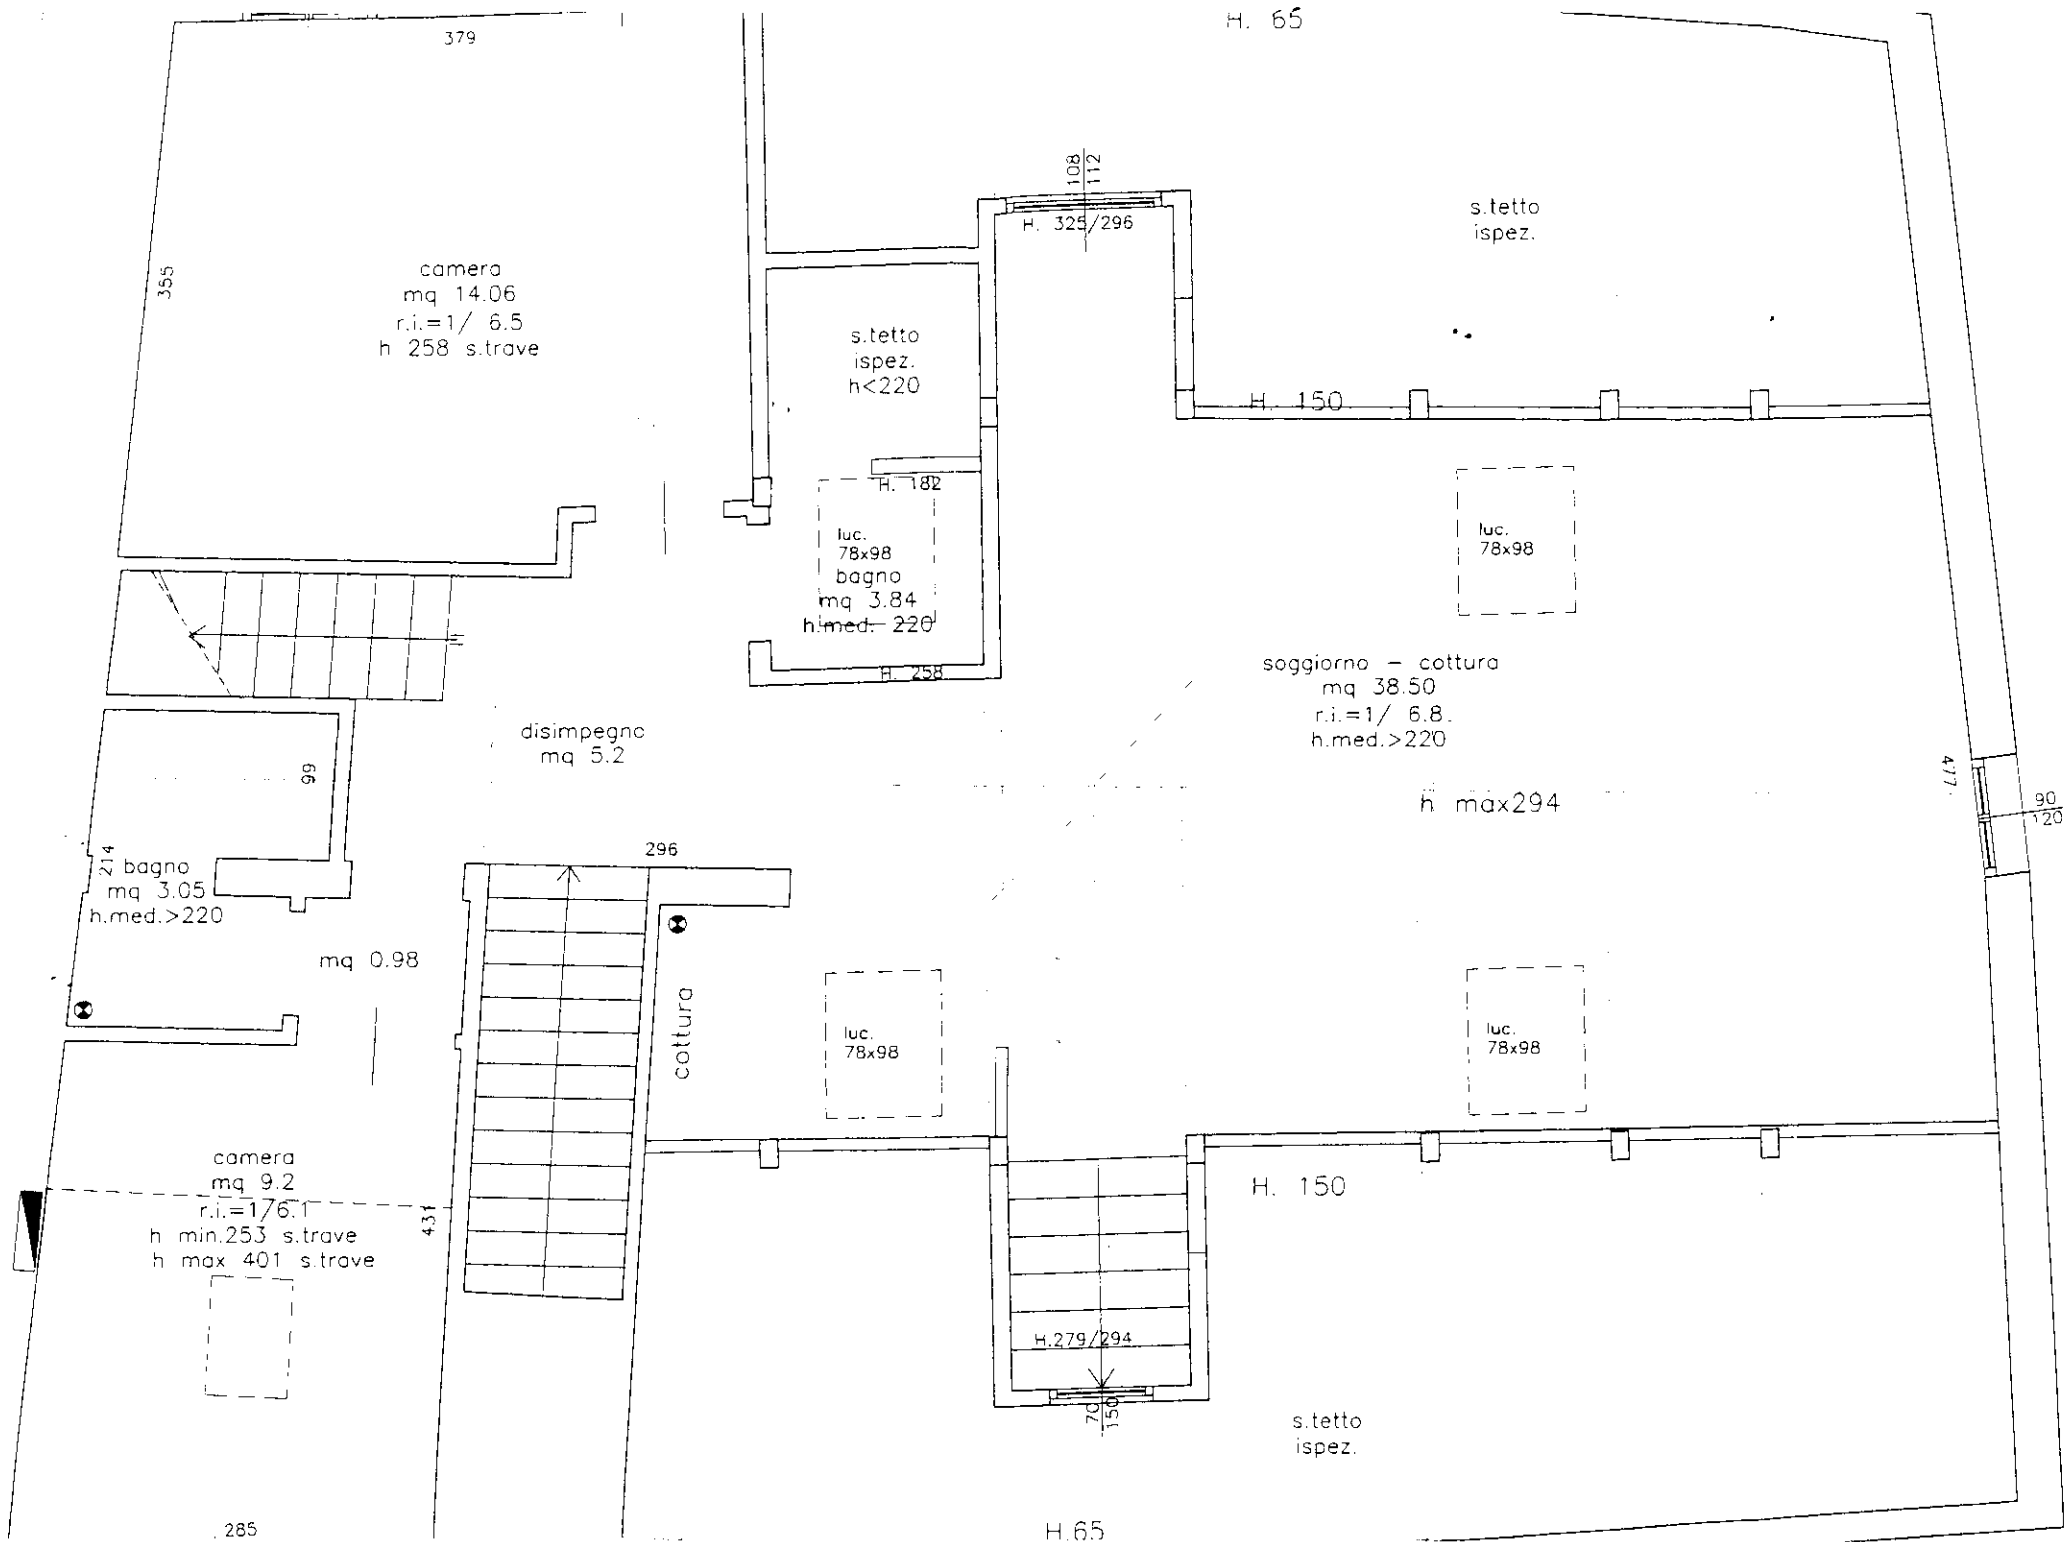 379
H. 65
108
112
H. 325/296
s.tetto
ispez.
355
camera
mq 14.06
r.i.=1/ 6.5
h 258 s.trave
s.tetto
ispez.
h<220
H. 150
H. 182
luc.
78x98
bagno
mq 3.84
h.med. 220
H. 258
luc.
78x98
soggiorno - cottura
mq 38.50
r.i.=1/ 6.8.
h.med.>220
h max294
477
90
120
disimpegno
mq 5.2
99
296
214
bagno
mq 3.05
h.med.>220
mq 0.98
cottura
luc.
78x98
luc.
78x98
camera
mq 9.2
r.i.=1/6.1
h min.253 s.trave
h max 401 s.trave
431
H. 150
H.279/294
70
150
s.tetto
ispez.
285
H.65